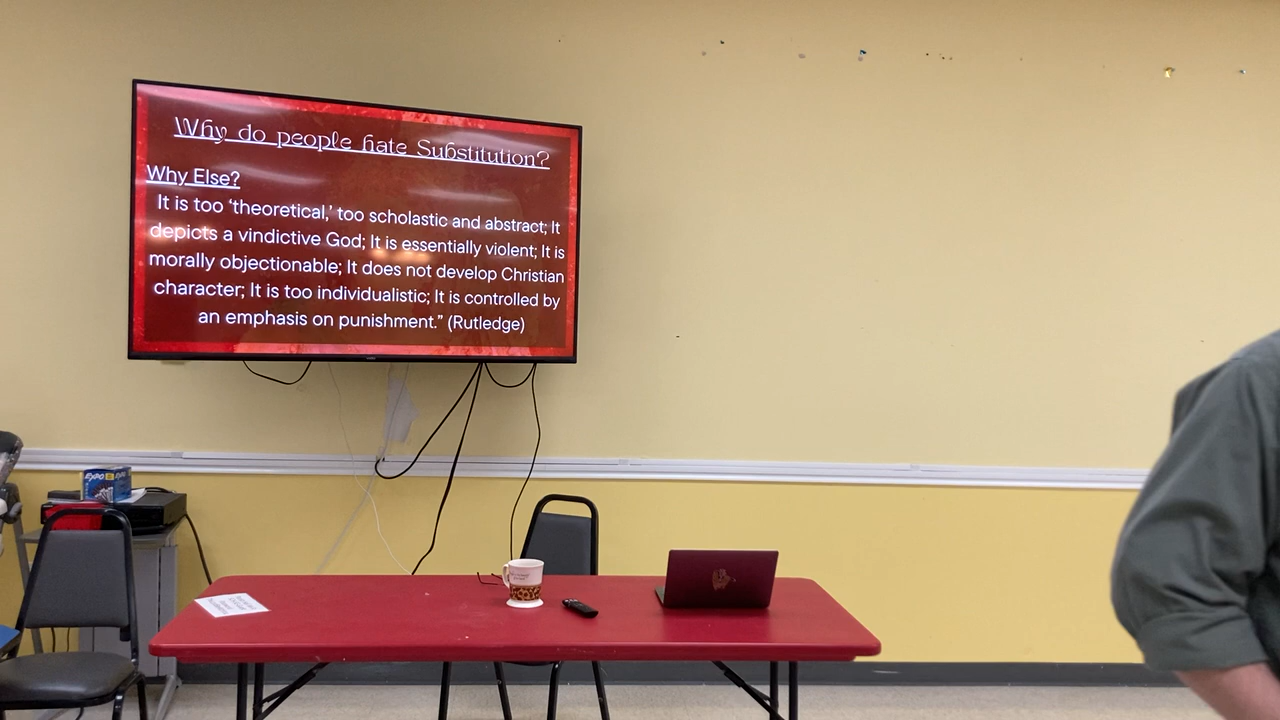 Why do people hate Substitution?
Why Else?
It is too ‘theoretical,’ too scholastic and abstract; It
depicts a vindictive God; It is essentially violent; It is
morally objectionable; It does not develop Christian
character; It is too individualistic; It is controlled by
an emphasis on punishment.” (Rutledge)
EXPO